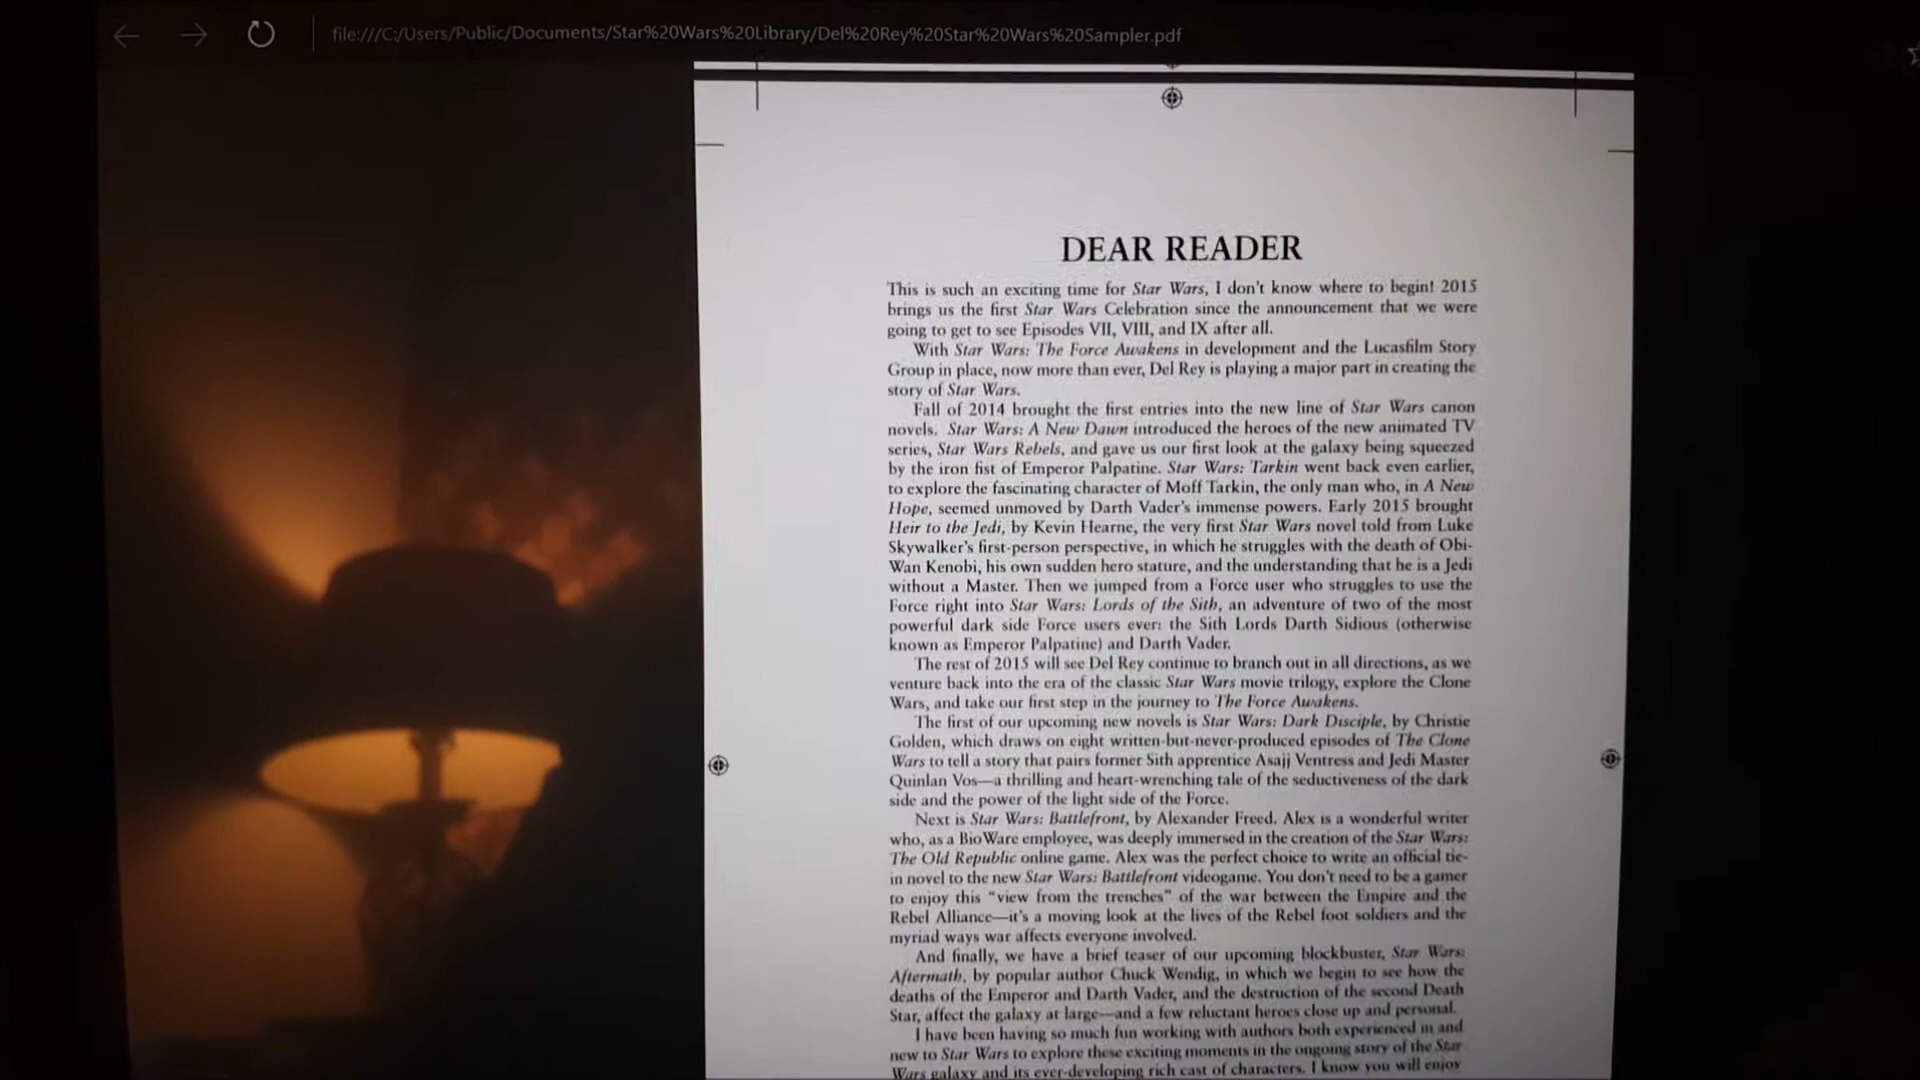 file:///C:/Users/Public/Documents/Star%20Wars%20Library/Del%20Rey%20Star%20Wars%20Sampler.pdf
DEAR READER
This is such an exciting time for Star Wars, I don't know where to begin! 2015
brings us the first Star Wars Celebration since the announcement that we were
going to get to see Episodes VII, VIII, and IX after all.
With Star Wars: The Force Awakens in development and the Lucasfilm Story
Group in place, now more than ever, Del Rey is playing a major part in creating the
story of Star Wars.
Fall of 2014 brought the first entries into the new line of Star Wars canon
novels. Star Wars: A New Dawn introduced the heroes of the new animated TV
series, Star Wars Rebels, and gave us our first look at the galaxy being squeezed
by the iron fist of Emperor Palpatine. Star Wars: Tarkin went back even earlier,
to explore the fascinating character of Moff Tarkin, the only man who, in A New
Hope, seemed unmoved by Darth Vader's immense powers. Early 2015 brought
Heir to the Jedi, by Kevin Hearne, the very first Star Wars novel told from Luke
Skywalker's first-person perspective, in which he struggles with the death of Obi-
Wan Kenobi, his own sudden hero stature, and the understanding that he is a Jedi
without a Master. Then we jumped from a Force user who struggles to use the
Force right into Star Wars: Lords of the Sith, an adventure of two of the most
powerful dark side Force users ever: the Sith Lords Darth Sidious (otherwise
known as Emperor Palpatine) and Darth Vader.
The rest of 2015 will see Del Rey continue to branch out in all directions, as we
venture back into the era of the classic Star Wars movie trilogy, explore the Clone
Wars, and take our first step in the journey to The Force Awakens.
The first of our upcoming new novels is Star Wars: Dark Disciple, by Christie
Golden, which draws on eight written-but-never-produced episodes of The Clone
Wars to tell a story that pairs former Sith apprentice Asajj Ventress and Jedi Master
Quinlan Vos—a thrilling and heart-wrenching tale of the seductiveness of the dark
side and the power of the light side of the Force.
Next is Star Wars: Battlefront, by Alexander Freed. Alex is a wonderful writer
who, as a BioWare employee, was deeply immersed in the creation of the Star Wars:
The Old Republic online game. Alex was the perfect choice to write an official tie-
in novel to the new Star Wars: Battlefront videogame. You don't need to be a gamer
to enjoy this "view from the trenches" of the war between the Empire and the
Rebel Alliance—it's a moving look at the lives of the Rebel foot soldiers and the
myriad ways war affects everyone involved.
And finally, we have a brief teaser of our upcoming blockbuster, Star Wars:
Aftermath, by popular author Chuck Wendig, in which we begin to see how the
deaths of the Emperor and Darth Vader, and the destruction of the second Death
Star, affect the galaxy at large—and a few reluctant heroes close up and personal.
I have been having so much fun working with authors both experienced in and
new to Star Wars to explore these exciting moments in the ongoing story of the Star
Wars galaxy and its ever-developing rich cast of characters. I know you will enjoy